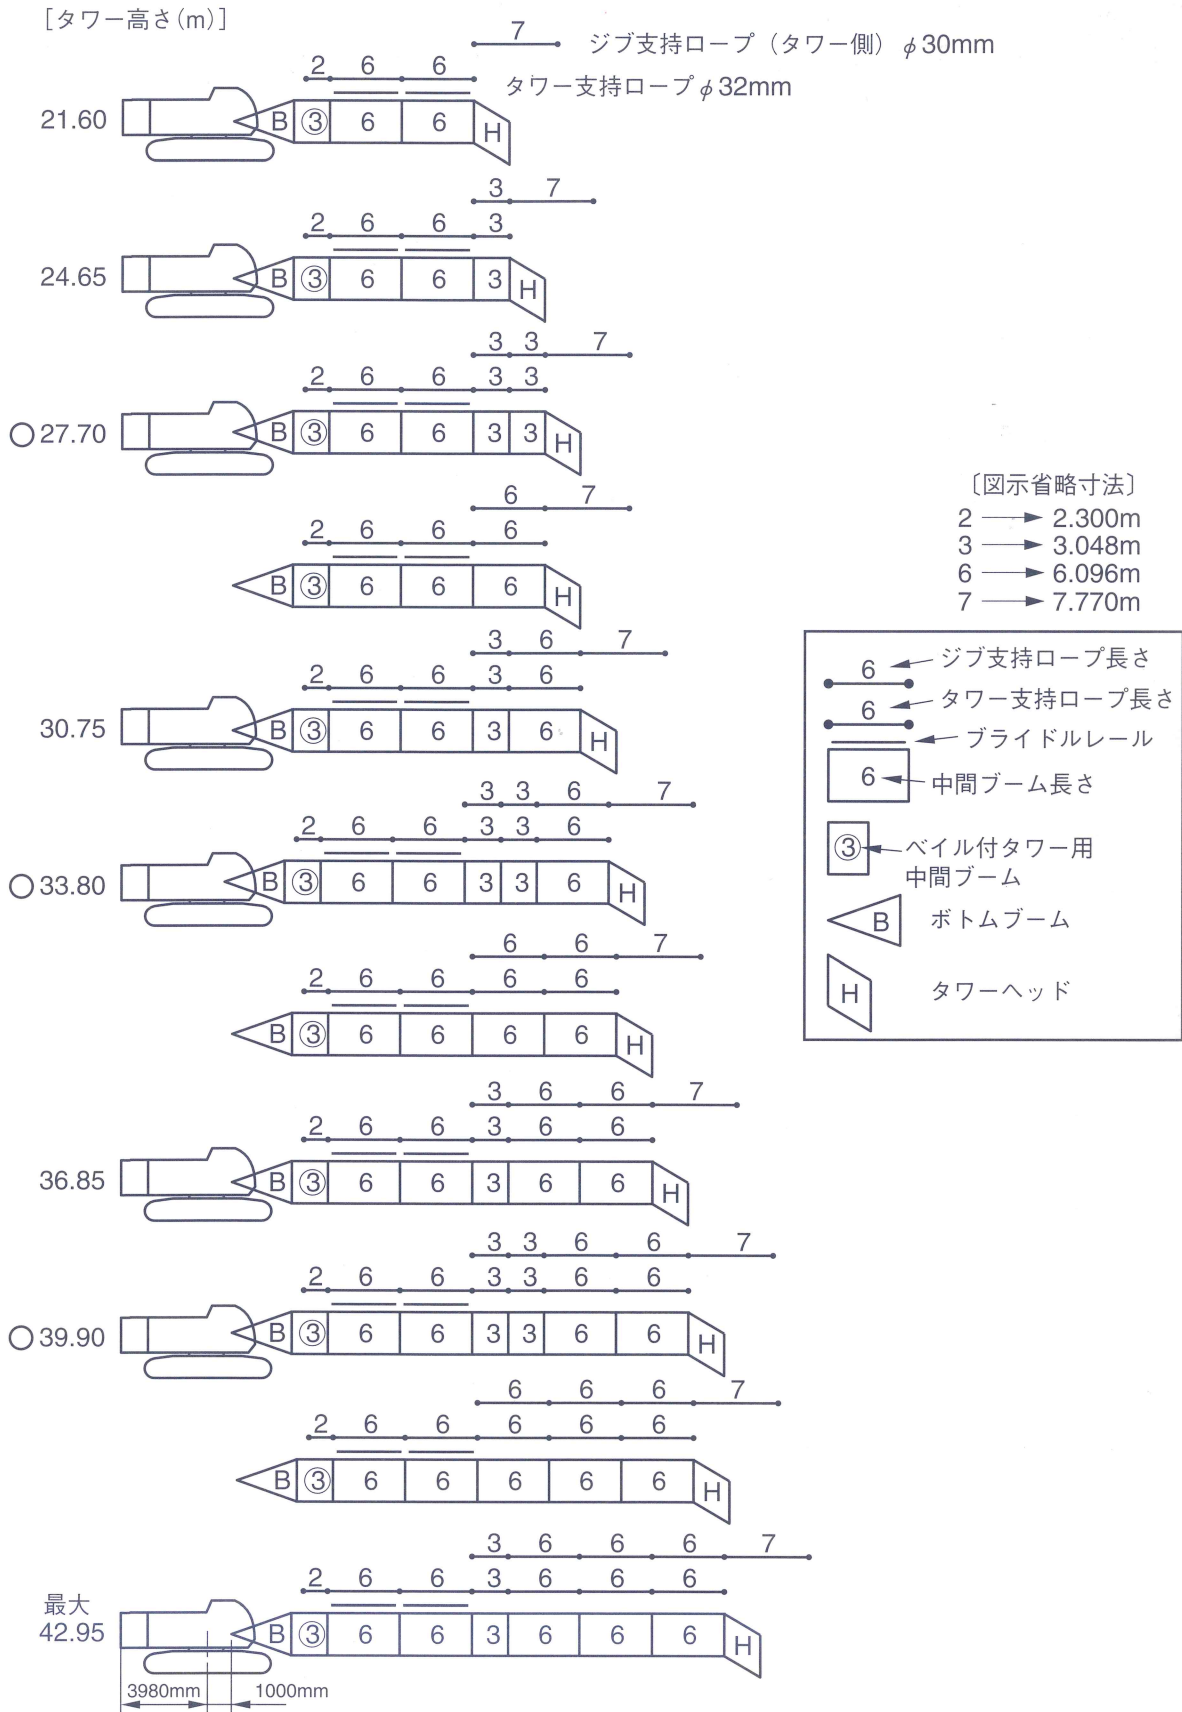 [タワー高さ(m)]
7 ジブ支持ロープ（タワー側）φ30mm
2 6 6 タワー支持ロープφ32mm
21.60 B ③ 6 6 H
3 7
2 6 6 3
24.65 B ③ 6 6 3 H
3 3 7
2 6 6 3 3
○27.70 B ③ 6 6 3 3 H
6 7
2 6 6 6
B ③ 6 6 6 H
3 6 7
2 6 6 3 6
30.75 B ③ 6 6 3 6 H
3 3 6 7
2 6 6 3 3 6
○33.80 B ③ 6 6 3 3 6 H
6 6 7
2 6 6 6 6
B ③ 6 6 6 6 H
3 6 6 7
2 6 6 3 6 6
36.85 B ③ 6 6 3 6 6 H
3 3 6 6 7
2 6 6 3 3 6 6
○39.90 B ③ 6 6 3 3 6 6 H
6 6 6 7
2 6 6 6 6 6
B ③ 6 6 6 6 6 H
3 6 6 6 7
2 6 6 3 6 6 6
最大
42.95 B ③ 6 6 3 6 6 6 H
3980mm 1000mm
〔図示省略寸法〕
2 → 2.300m
3 → 3.048m
6 → 6.096m
7 → 7.770m
6 ジブ支持ロープ長さ
6 タワー支持ロープ長さ
ブライドルレール
6 中間ブーム長さ
③ ベイル付タワー用
中間ブーム
B ボトムブーム
H タワーヘッド